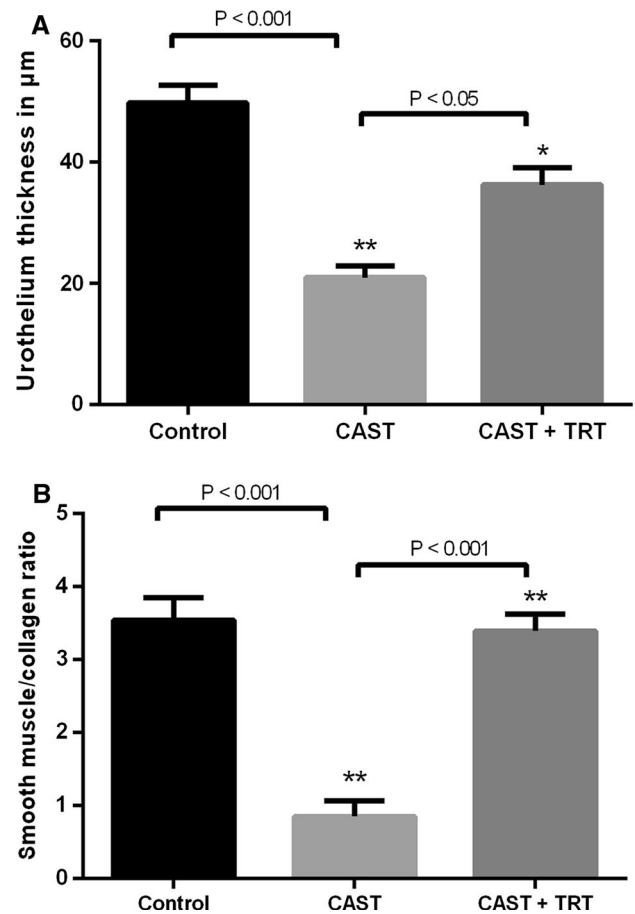 A
P < 0.001
60
P < 0.05
*
40
**
20
0
Urothelium thickness in µm
Control CAST CAST + TRT
B
P < 0.001
5
P < 0.001
**
4
3
2
**
1
0
Smooth muscle/collagen ratio
Control CAST CAST + TRT